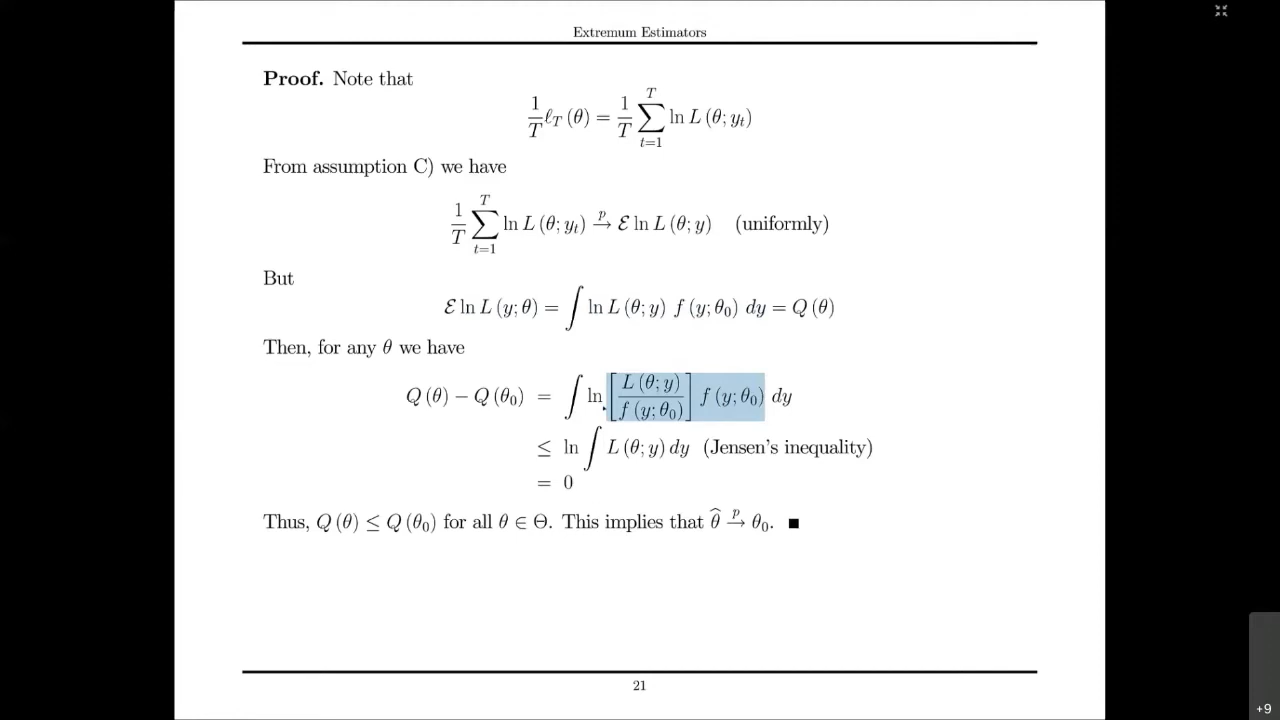 Extremum Estimators
Proof. Note that
1/T ℓ_T (θ) = 1/T ∑_{t=1}^{T} ln L (θ; y_t)
From assumption C) we have
1/T ∑_{t=1}^{T} ln L (θ; y_t) →^p ℰ ln L (θ; y) (uniformly)
But
ℰ ln L (y; θ) = ∫ ln L (θ; y) f (y; θ_0) dy = Q (θ)
Then, for any θ we have
Q (θ) − Q (θ_0) = ∫ ln [ L (θ; y) / f (y; θ_0) ] f (y; θ_0) dy
≤ ln ∫ L (θ; y) dy (Jensen's inequality)
= 0
Thus, Q (θ) ≤ Q (θ_0) for all θ ∈ Θ. This implies that θ̂ →^p θ_0. ■
21
+9